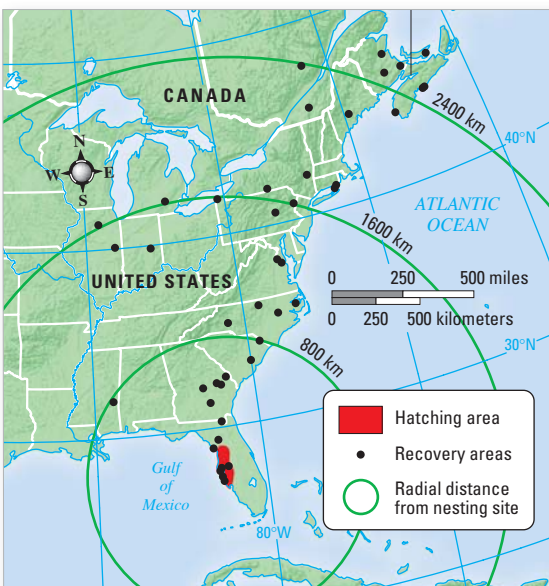 CANADA
2400 km
N
W E
S
40°N
ATLANTIC
OCEAN
1600 km
UNITED STATES
0 250 500 miles
0 250 500 kilometers
30°N
800 km
Hatching area
Recovery areas
Radial distance
from nesting site
Gulf
of
Mexico
80°W